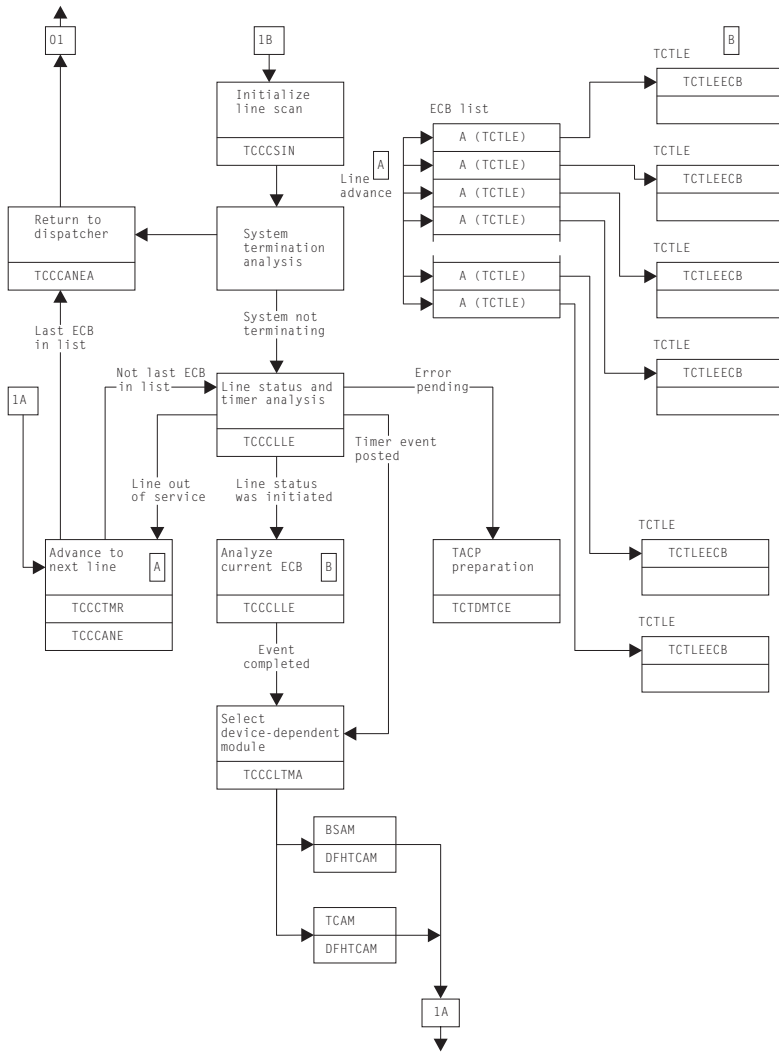 01
1B
Initialize
line scan
TCCCSIN
Return to
dispatcher
TCCCANEA
System
termination
analysis
Last ECB
in list
System not
terminating
1A
Not last ECB
in list
Line status and
timer analysis
TCCCLLE
Error
pending
Timer event
posted
Line out
of service
Line status
was initiated
Advance to
next line
A
TCCCTMR
TCCCANE
Analyze
current ECB
B
TCCCLLE
TACP
preparation
TCTDMTCE
Event
completed
Select
device-dependent
module
TCCCLTMA
BSAM
DFHTCAM
TCAM
DFHTCAM
1A
ECB list
A
Line
advance
A (TCTLE)
A (TCTLE)
A (TCTLE)
A (TCTLE)
A (TCTLE)
A (TCTLE)
B
TCTLE
TCTLEECB
TCTLE
TCTLEECB
TCTLE
TCTLEECB
TCTLE
TCTLEECB
TCTLE
TCTLEECB
TCTLE
TCTLEECB